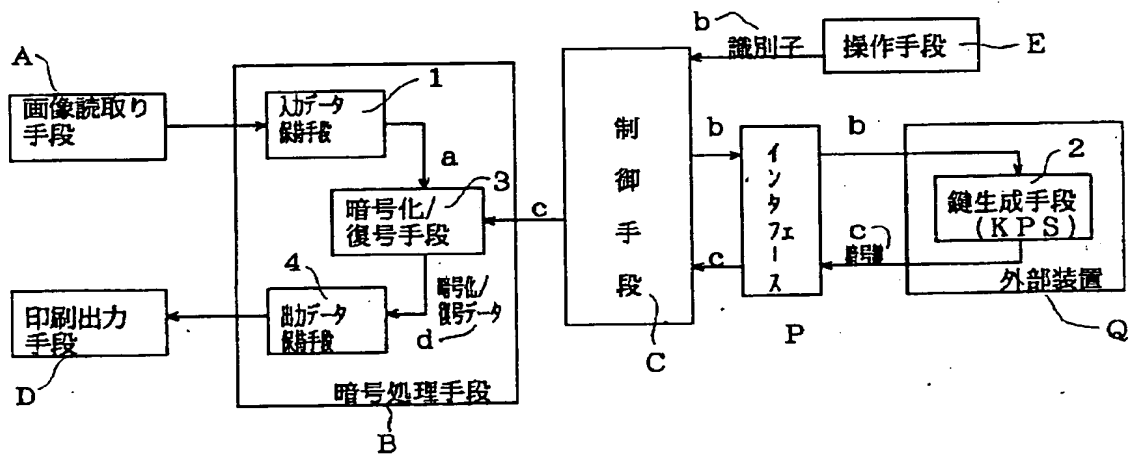 A
画像読取り
手段
1
入力データ
保持手段
a
3
暗号化/
復号手段
4
出力データ
保持手段
暗号化/
復号データ
d
印刷出力
手段
D
暗号処理手段
B
c
制御手段
C
b
識別子
操作手段
E
b
c
インタフェース
P
b
2
鍵生成手段
(KPS)
c
暗号鍵
外部装置
Q